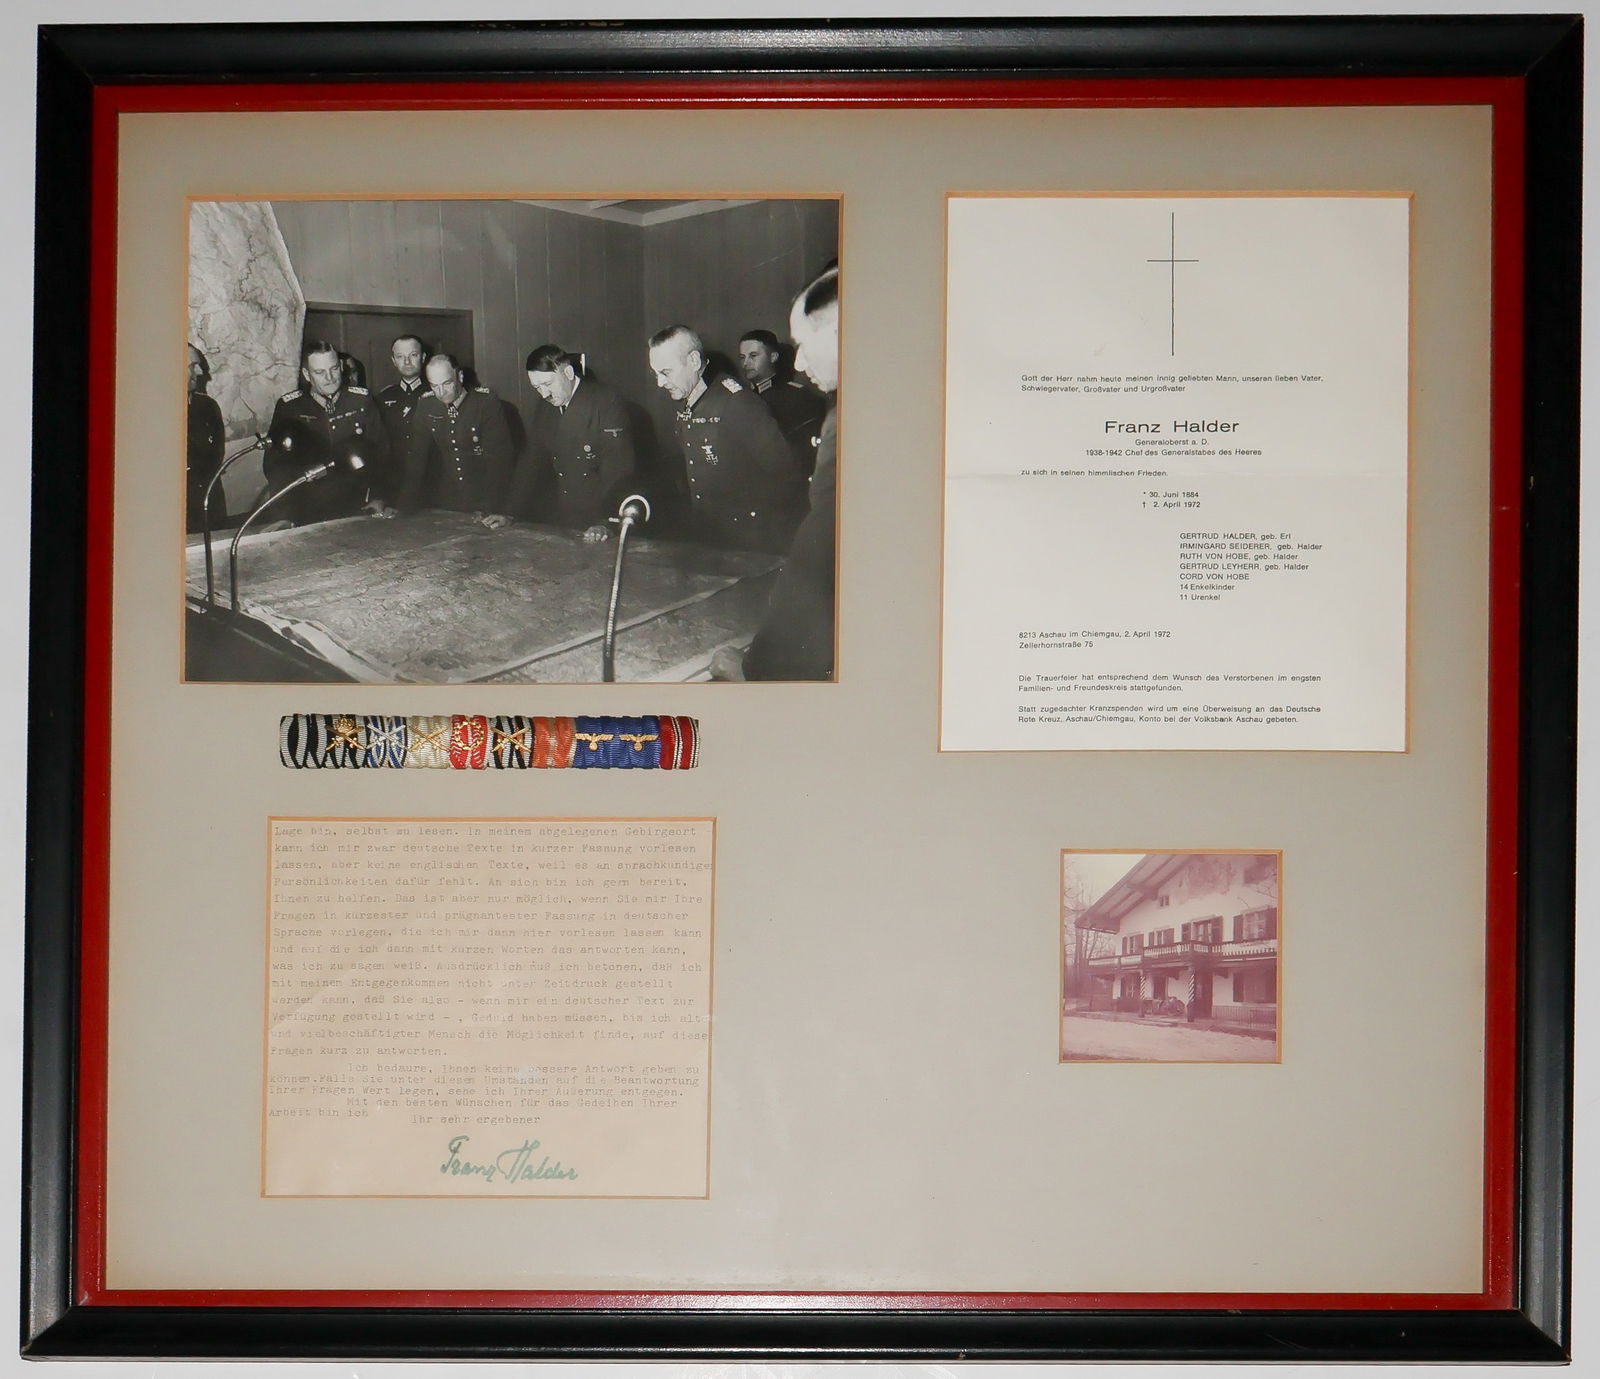 Gott der Herr nahm heute meinen innig geliebten Mann, unseren lieben Vater,
Schwiegervater, Großvater und Urgroßvater
Franz Halder
Generaloberst a. D.
1938-1942 Chef des Generalstabes des Heeres
zu sich in seinen himmlischen Frieden.
* 30. Juni 1884
† 2. April 1972
GERTRUD HALDER, geb. Erl
IRMINGARD SEIDERER, geb. Halder
RUTH VON HOBE, geb. Halder
GERTRUD LEYHERR, geb. Halder
CORD VON HOBE
14 Enkelkinder
11 Urenkel
8213 Aschau im Chiemgau, 2. April 1972
Zellerhornstraße 75
Die Trauerfeier hat entsprechend dem Wunsch des Verstorbenen im engsten
Familien- und Freundeskreis stattgefunden.
Statt zugedachter Kranzspenden wird um eine Überweisung an das Deutsche
Rote Kreuz, Aschau/Chiemgau, Konto bei der Volksbank Aschau gebeten.
Lage bin, selbst zu lesen. In meinem abgelegenen Gebirgsort -
kann ich mir zwar deutsche Texte in kurzer Fassung vorlesen
lassen, aber keine englischen Texte, weil es an sprachkundigen
Persönlichkeiten dafür fehlt. An sich bin ich gern bereit,
Ihnen zu helfen. Das ist aber nur möglich, wenn Sie mir Ihre
Fragen in kürzester und prägnantester Fassung in deutscher
Sprache vorlegen, die ich mir dann hier vorlesen lassen kann
und auf die ich dann mit kurzen Worten das antworten kann,
was ich zu sagen weiß. Ausdrücklich muß ich betonen, daß ich
mit meinem Entgegenkommen nicht unter Zeitdruck gestellt
werden kann, daß Sie also - wenn mir ein deutscher Text zur
Verfügung gestellt wird - , Geduld haben müssen, bis ich alter
und vielbeschäftigter Mensch die Möglichkeit finde, auf diese
Fragen kurz zu antworten.
Ich bedaure, Ihnen keine bessere Antwort geben zu
können.Falls Sie unter diesen Umständen auf die Beantwortung
Ihrer Fragen Wert legen, sehe ich Ihrer Äußerung entgegen.
Mit den besten Wünschen für das Gedeihen Ihrer
Arbeit bin ich
Ihr sehr ergebener
Franz Halder